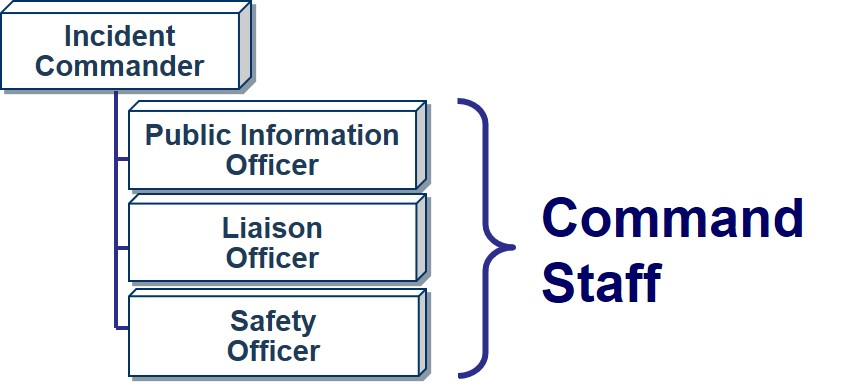 Incident
Commander
Public Information
Officer
Liaison
Officer
Safety
Officer
Command
Staff